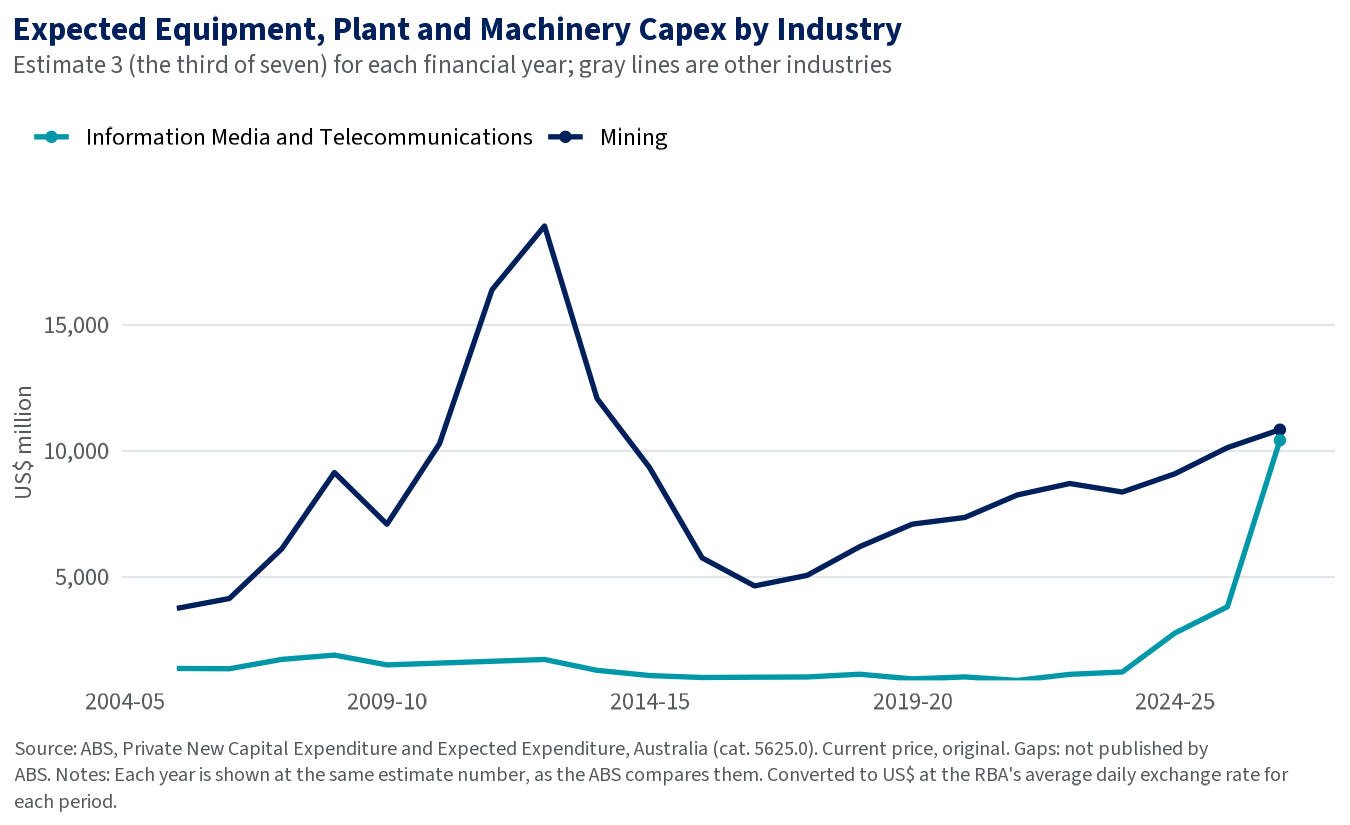 Expected Equipment, Plant and Machinery Capex by Industry
Estimate 3 (the third of seven) for each financial year; gray lines are other industries
Information Media and Telecommunications
Mining
15,000
10,000
5,000
US$ million
2004-05
2009-10
2014-15
2019-20
2024-25
Source: ABS, Private New Capital Expenditure and Expected Expenditure, Australia (cat. 5625.0). Current price, original. Gaps: not published by
ABS. Notes: Each year is shown at the same estimate number, as the ABS compares them. Converted to US$ at the RBA's average daily exchange rate for
each period.